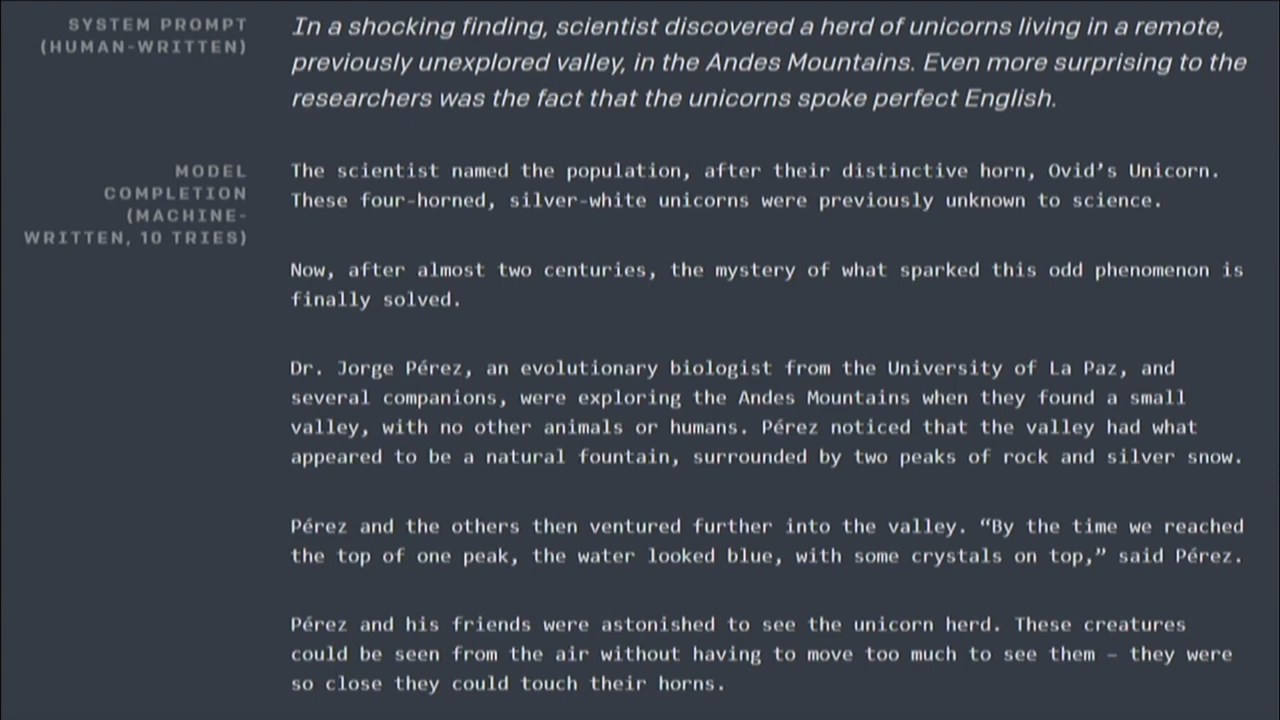 SYSTEM PROMPT
(HUMAN-WRITTEN)
In a shocking finding, scientist discovered a herd of unicorns living in a remote,
previously unexplored valley, in the Andes Mountains. Even more surprising to the
researchers was the fact that the unicorns spoke perfect English.
MODEL
COMPLETION
(MACHINE-
WRITTEN, 10 TRIES)
The scientist named the population, after their distinctive horn, Ovid’s Unicorn.
These four-horned, silver-white unicorns were previously unknown to science.
Now, after almost two centuries, the mystery of what sparked this odd phenomenon is
finally solved.
Dr. Jorge Pérez, an evolutionary biologist from the University of La Paz, and
several companions, were exploring the Andes Mountains when they found a small
valley, with no other animals or humans. Pérez noticed that the valley had what
appeared to be a natural fountain, surrounded by two peaks of rock and silver snow.
Pérez and the others then ventured further into the valley. “By the time we reached
the top of one peak, the water looked blue, with some crystals on top,” said Pérez.
Pérez and his friends were astonished to see the unicorn herd. These creatures
could be seen from the air without having to move too much to see them – they were
so close they could touch their horns.